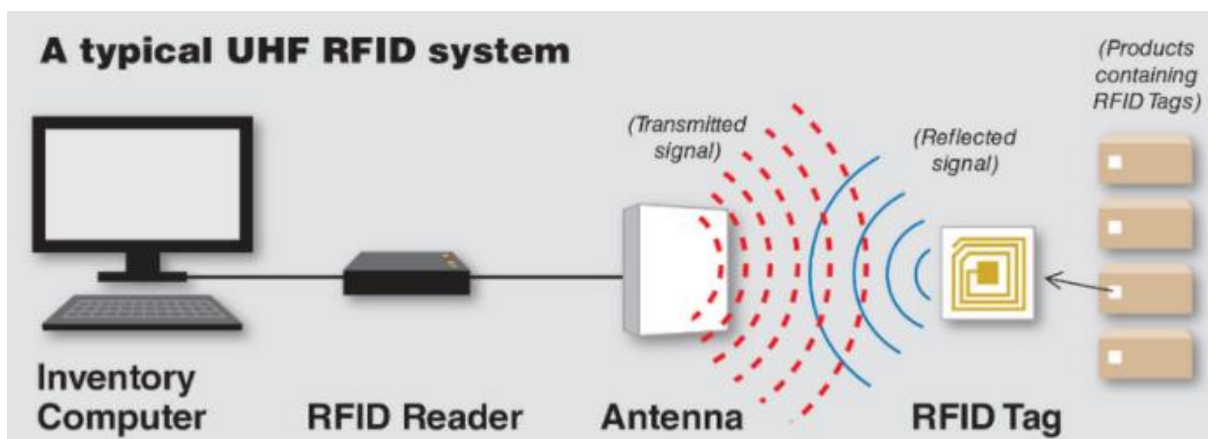 A typical UHF RFID system
(Products
containing
RFID Tags)
(Transmitted
signal)
(Reflected
signal)
Inventory
Computer
RFID Reader
Antenna
RFID Tag